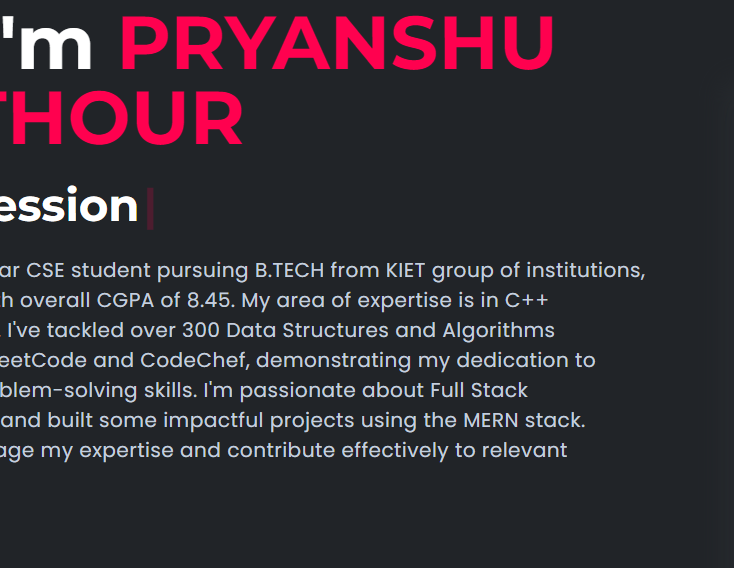 'm PRYANSHU
THOUR
ession
ar CSE student pursuing B.TECH from KIET group of institutions,
h overall CGPA of 8.45. My area of expertise is in C++
. I've tackled over 300 Data Structures and Algorithms
eetCode and CodeChef, demonstrating my dedication to
blem-solving skills. I'm passionate about Full Stack
and built some impactful projects using the MERN stack.
age my expertise and contribute effectively to relevant